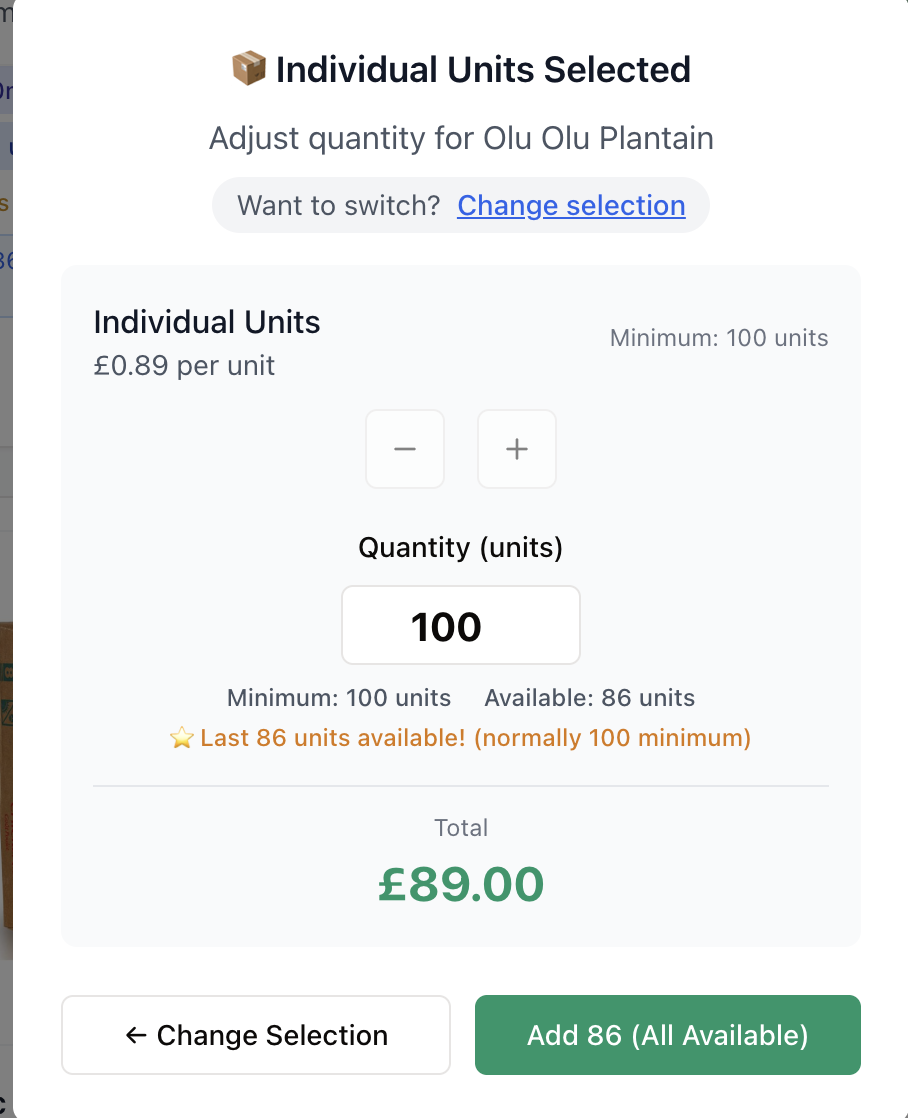 📦 Individual Units Selected
Adjust quantity for Olu Olu Plantain
Want to switch? Change selection
Individual Units
£0.89 per unit
Minimum: 100 units
− +
Quantity (units)
100
Minimum: 100 units Available: 86 units
⭐ Last 86 units available! (normally 100 minimum)
Total
£89.00
← Change Selection
Add 86 (All Available)